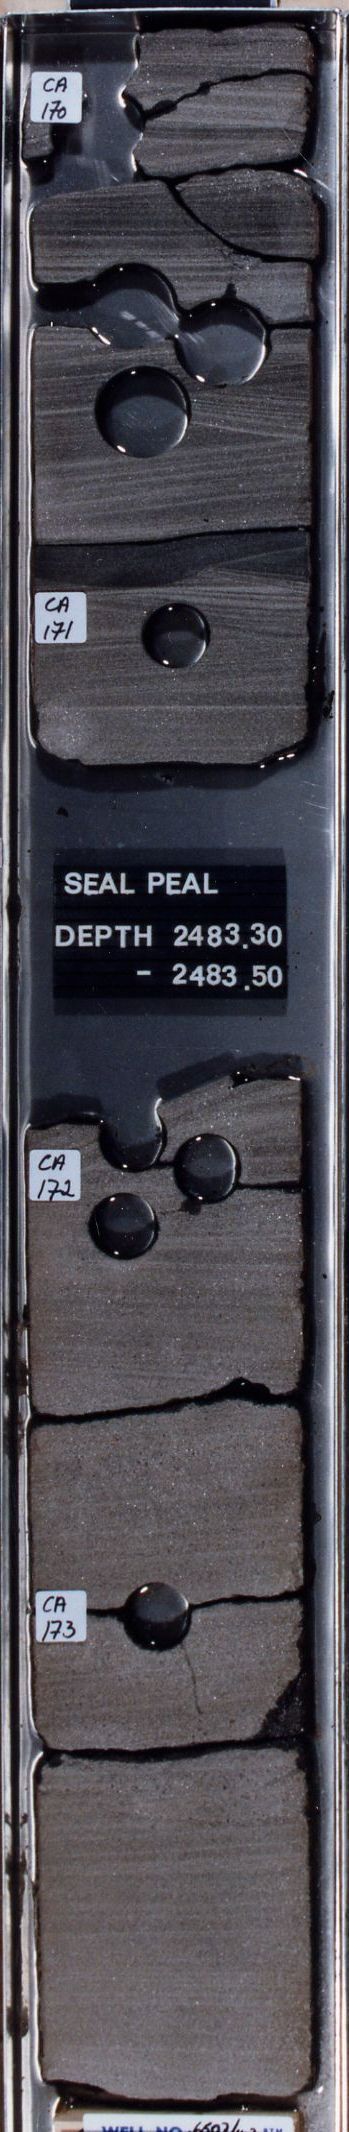 CA
170
CA
171
SEAL PEAL
DEPTH 2483.30
- 2483.50
CA
172
CA
173
WELL NO